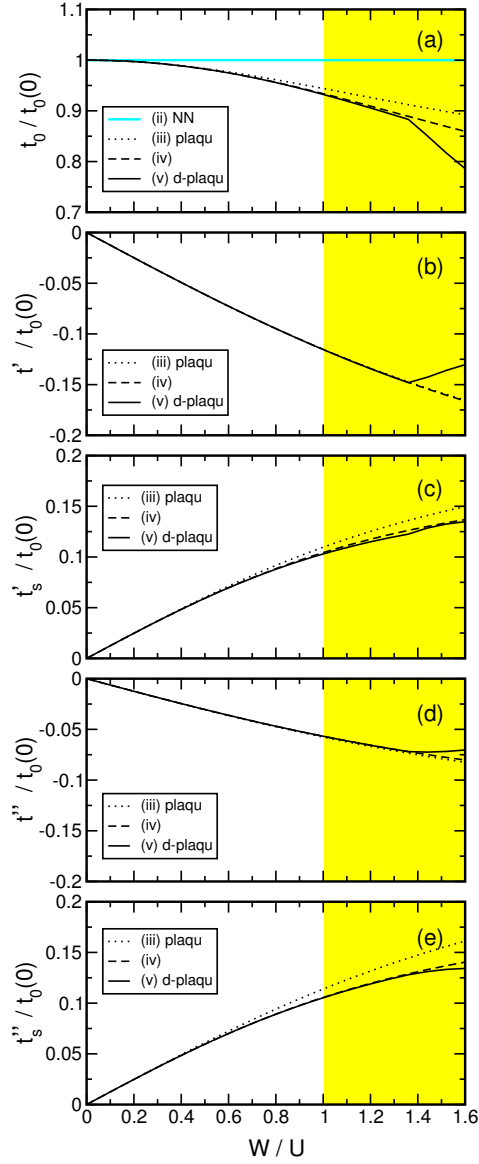 1.1
(a)
1
t₀ / t₀(0)
0.9
(ii) NN
(iii) plaqu
(iv)
(v) d-plaqu
0.8
0.7
0
(b)
-0.05
t' / t₀(0)
-0.1
(iii) plaqu
(iv)
(v) d-plaqu
-0.15
-0.2
0.2
(c)
(iii) plaqu
(iv)
(v) d-plaqu
0.15
tₛ' / t₀(0)
0.1
0.05
0
0
(d)
-0.05
t'' / t₀(0)
-0.1
(iii) plaqu
(iv)
(v) d-plaqu
-0.15
-0.2
0.2
(e)
(iii) plaqu
(iv)
(v) d-plaqu
0.15
tₛ'' / t₀(0)
0.1
0.05
0
0 0.2 0.4 0.6 0.8 1 1.2 1.4 1.6
W / U